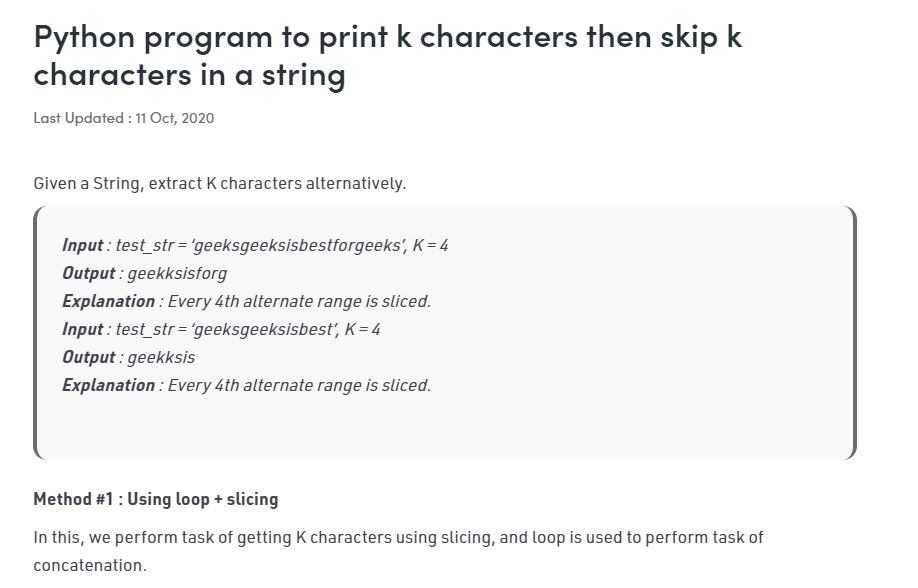 Python program to print k characters then skip k
characters in a string
Last Updated : 11 Oct, 2020
Given a String, extract K characters alternatively.
Input : test_str = ‘geeksgeeksisbestforgeeks’, K = 4
Output : geekksisforg
Explanation : Every 4th alternate range is sliced.
Input : test_str = ‘geeksgeeksisbest’, K = 4
Output : geekksis
Explanation : Every 4th alternate range is sliced.
Method #1 : Using loop + slicing
In this, we perform task of getting K characters using slicing, and loop is used to perform task of
concatenation.